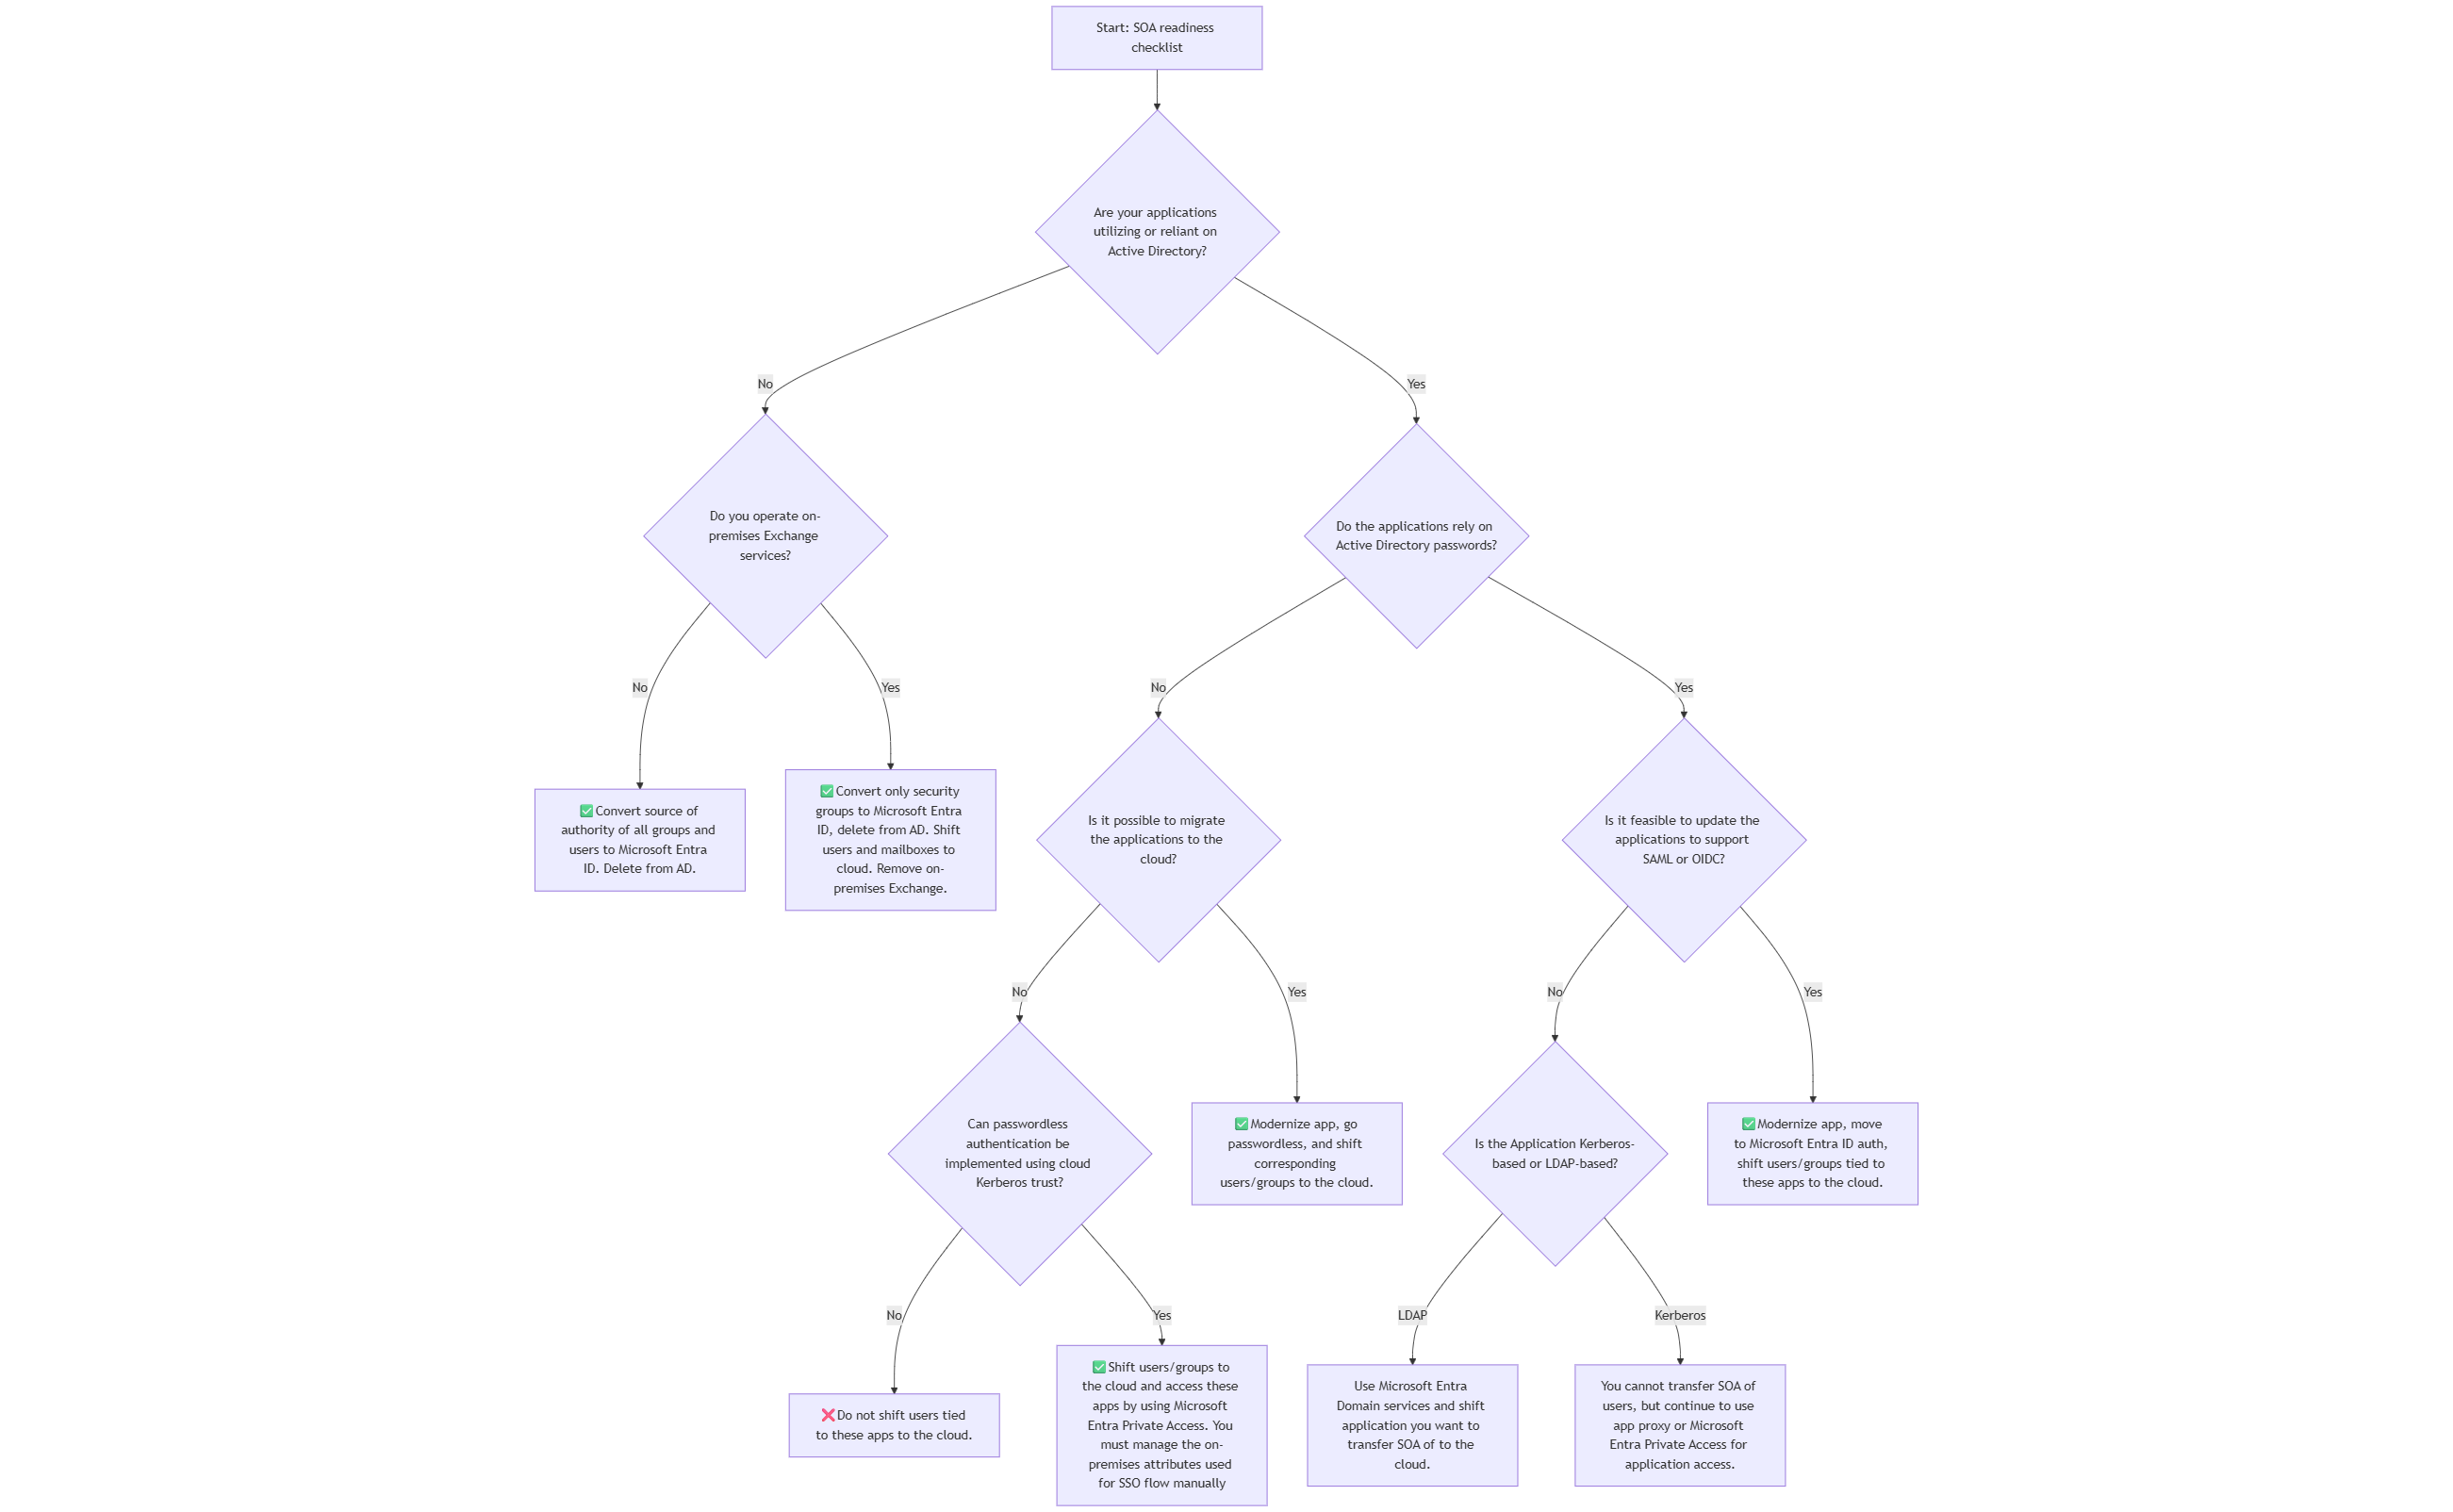 Start: SOA readiness
checklist
Are your applications
utilizing or reliant on
Active Directory?
No
Yes
Do you operate on-
premises Exchange
services?
Do the applications rely on
Active Directory passwords?
No
Yes
No
Yes
✅ Convert source of
authority of all groups and
users to Microsoft Entra
ID. Delete from AD.
✅ Convert only security
groups to Microsoft Entra
ID, delete from AD. Shift
users and mailboxes to
cloud. Remove on-
premises Exchange.
Is it possible to migrate
the applications to the
cloud?
Is it feasible to update the
applications to support
SAML or OIDC?
No
Yes
No
Yes
Can passwordless
authentication be
implemented using cloud
Kerberos trust?
✅ Modernize app, go
passwordless, and shift
corresponding
users/groups to the cloud.
Is the Application Kerberos-
based or LDAP-based?
✅ Modernize app, move
to Microsoft Entra ID auth,
shift users/groups tied to
these apps to the cloud.
No
Yes
LDAP
Kerberos
❌ Do not shift users tied
to these apps to the cloud.
✅ Shift users/groups to
the cloud and access these
apps by using Microsoft
Entra Private Access. You
must manage the on-
premises attributes used
for SSO flow manually
Use Microsoft Entra
Domain services and shift
application you want to
transfer SOA of to the
cloud.
You cannot transfer SOA of
users, but continue to use
app proxy or Microsoft
Entra Private Access for
application access.